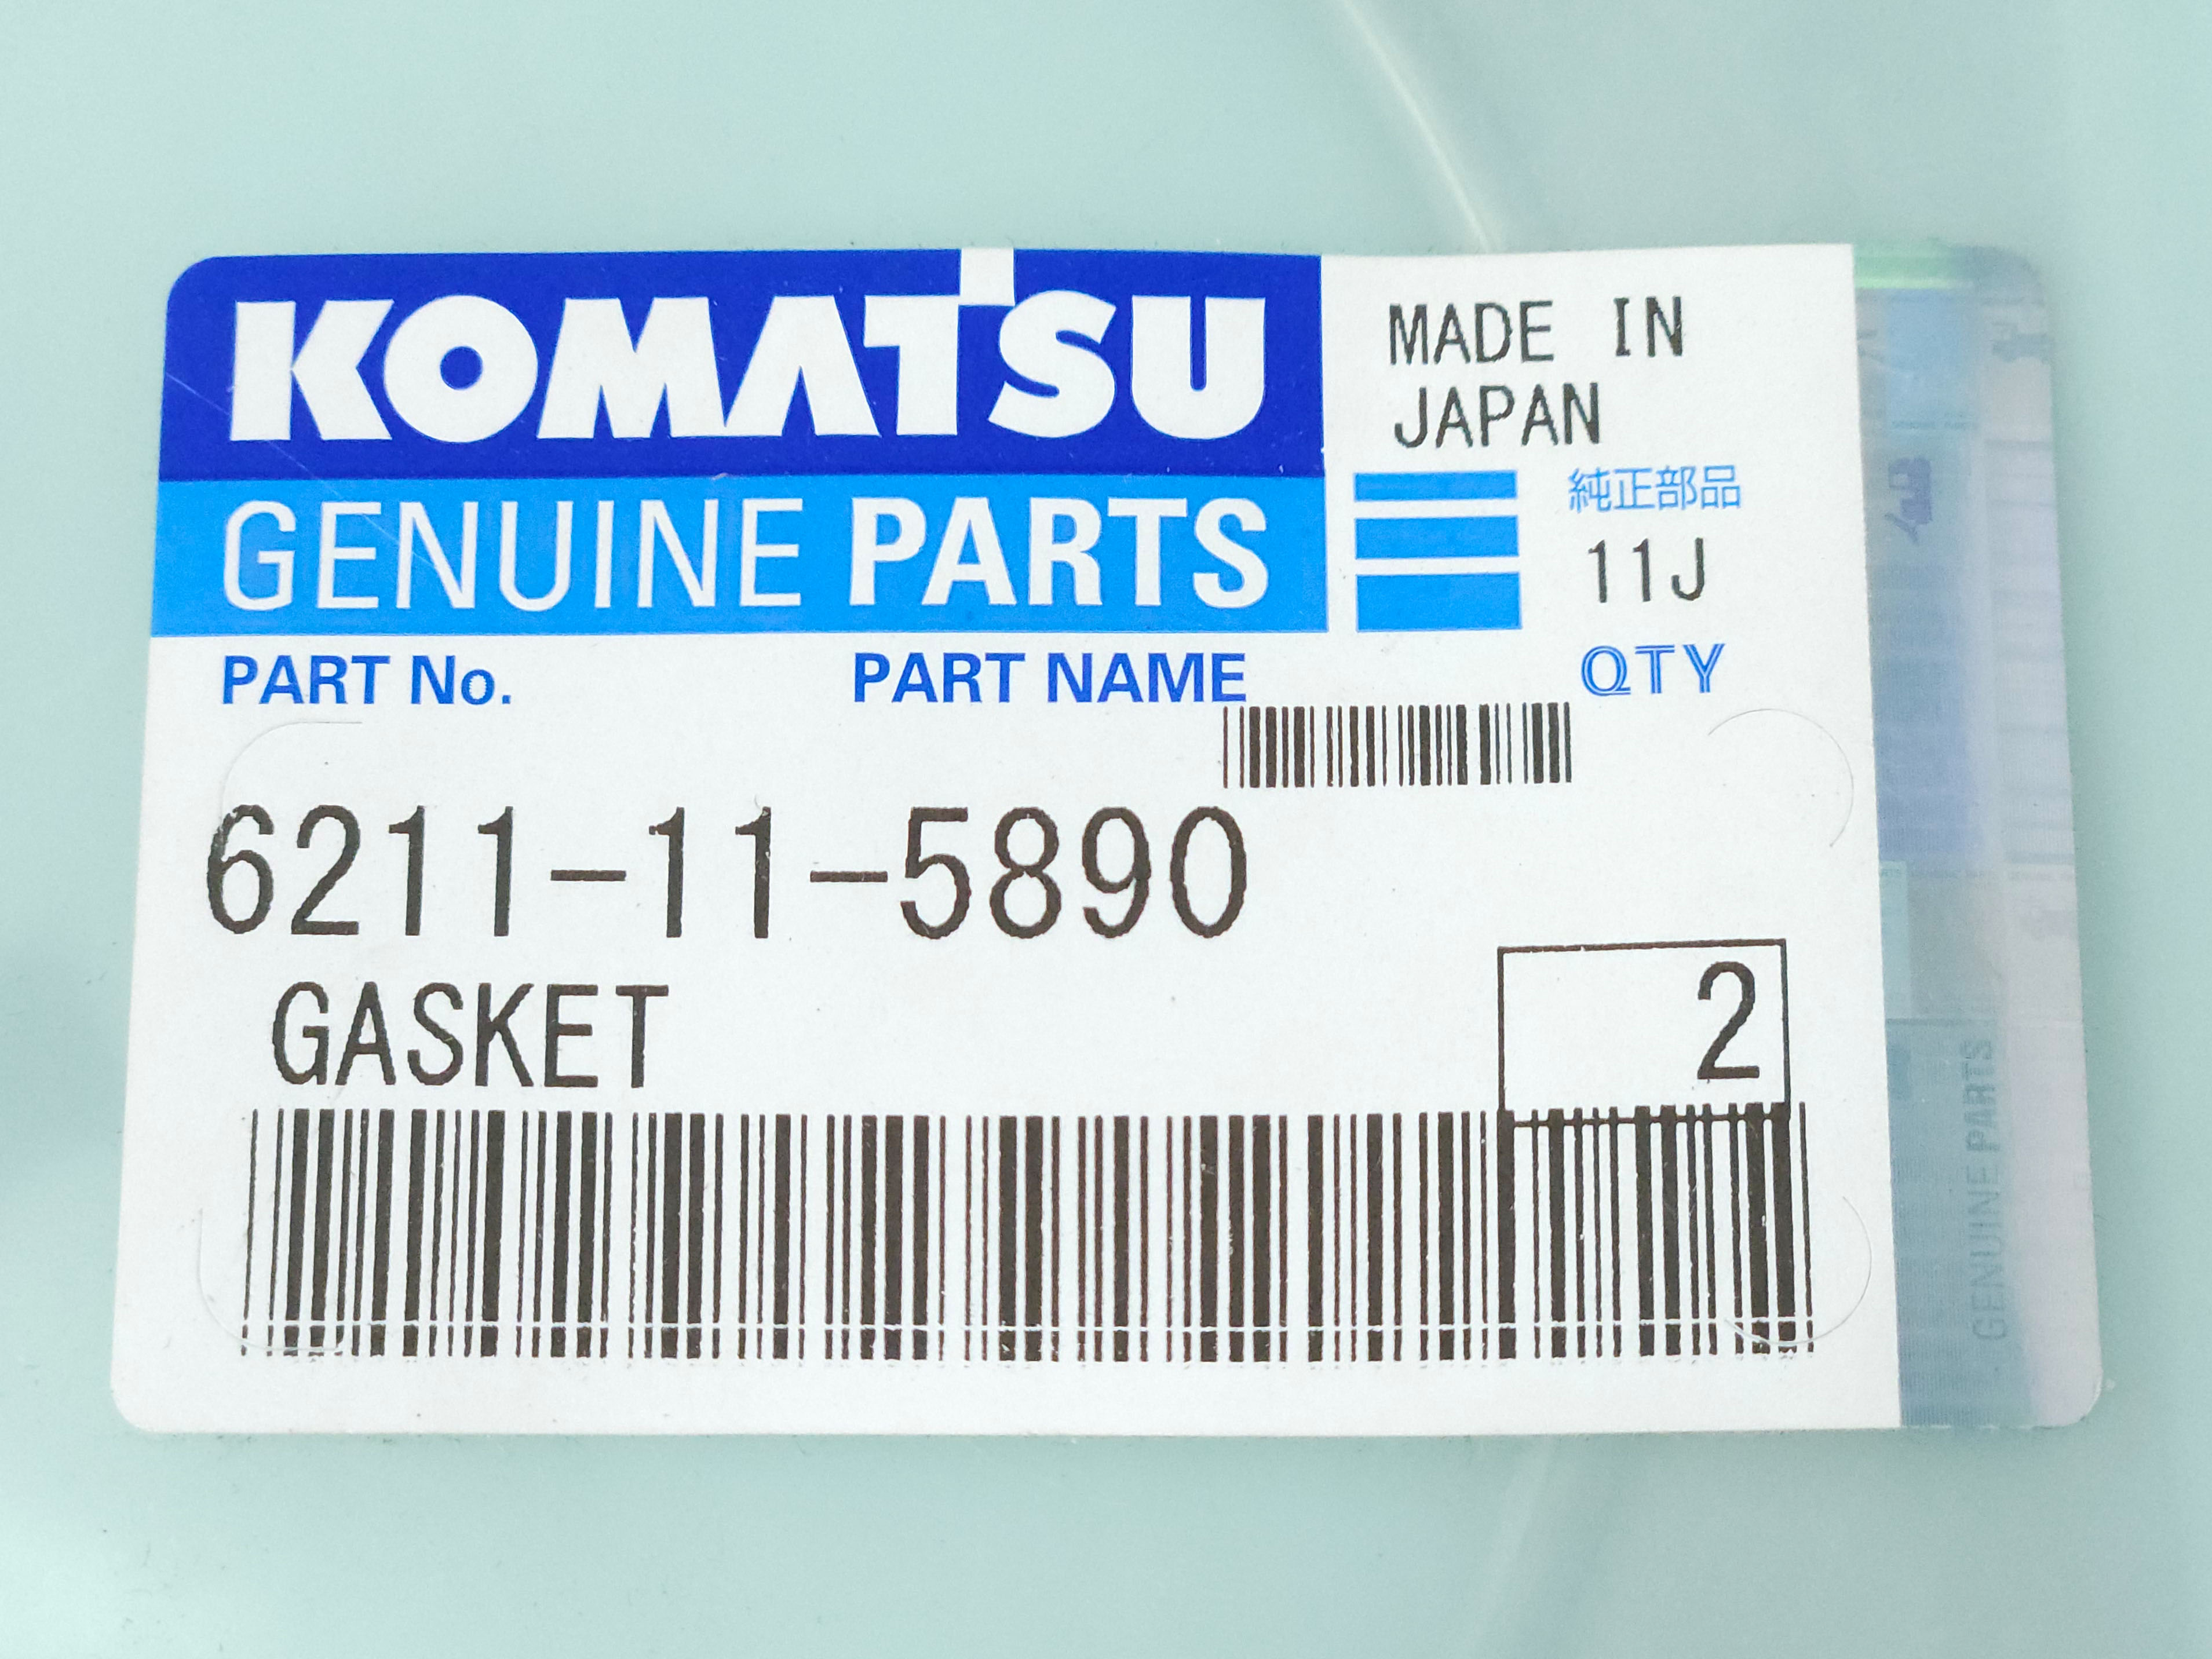 KOMATSU
GENUINE PARTS
MADE IN
JAPAN
純正部品
11J
PART No.
PART NAME
QTY
6211-11-5890
GASKET
2
GENUINE PARTS